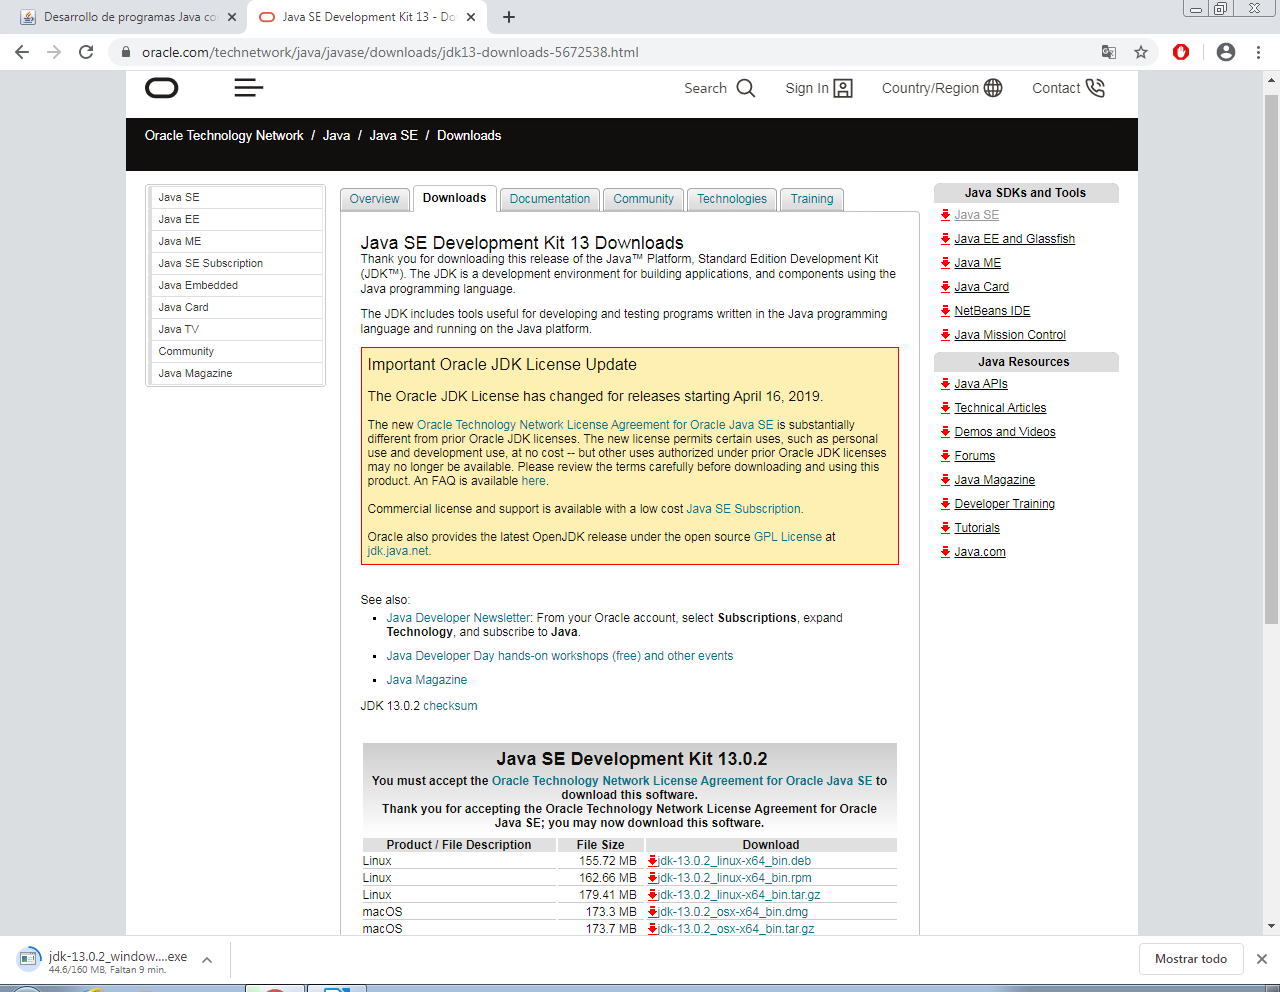 Desarrollo de programas Java co
Java SE Development Kit 13 - Do
oracle.com/technetwork/java/javase/downloads/jdk13-downloads-5672538.html
Search
Sign In
Country/Region
Contact
Oracle Technology Network / Java / Java SE / Downloads
Java SE
Java EE
Java ME
Java SE Subscription
Java Embedded
Java Card
Java TV
Community
Java Magazine
Overview
Downloads
Documentation
Community
Technologies
Training
Java SE Development Kit 13 Downloads
Thank you for downloading this release of the Java™ Platform, Standard Edition Development Kit
(JDK™). The JDK is a development environment for building applications, and components using the
Java programming language.
The JDK includes tools useful for developing and testing programs written in the Java programming
language and running on the Java platform.
Important Oracle JDK License Update
The Oracle JDK License has changed for releases starting April 16, 2019.
The new Oracle Technology Network License Agreement for Oracle Java SE is substantially
different from prior Oracle JDK licenses. The new license permits certain uses, such as personal
use and development use, at no cost -- but other uses authorized under prior Oracle JDK licenses
may no longer be available. Please review the terms carefully before downloading and using this
product. An FAQ is available here.
Commercial license and support is available with a low cost Java SE Subscription.
Oracle also provides the latest OpenJDK release under the open source GPL License at
jdk.java.net.
See also:
Java Developer Newsletter: From your Oracle account, select Subscriptions, expand
Technology, and subscribe to Java.
Java Developer Day hands-on workshops (free) and other events
Java Magazine
JDK 13.0.2 checksum
Java SE Development Kit 13.0.2
You must accept the Oracle Technology Network License Agreement for Oracle Java SE to
download this software.
Thank you for accepting the Oracle Technology Network License Agreement for Oracle
Java SE; you may now download this software.
Product / File Description File Size Download
Linux 155.72 MB jdk-13.0.2_linux-x64_bin.deb
Linux 162.66 MB jdk-13.0.2_linux-x64_bin.rpm
Linux 179.41 MB jdk-13.0.2_linux-x64_bin.tar.gz
macOS 173.3 MB jdk-13.0.2_osx-x64_bin.dmg
macOS 173.7 MB jdk-13.0.2_osx-x64_bin.tar.gz
Java SDKs and Tools
Java SE
Java EE and Glassfish
Java ME
Java Card
NetBeans IDE
Java Mission Control
Java Resources
Java APIs
Technical Articles
Demos and Videos
Forums
Java Magazine
Developer Training
Tutorials
Java.com
jdk-13.0.2_window....exe
44.6/160 MB, Faltan 9 min.
Mostrar todo